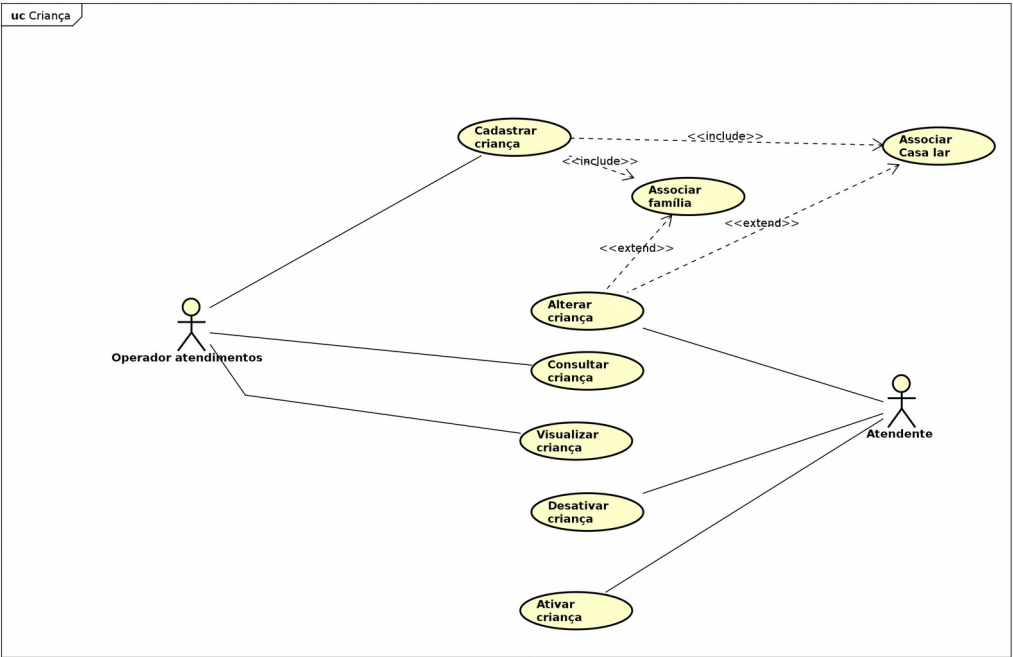 uc Criança
Cadastrar
criança
<<include>>
Associar
Casa lar
<<include>>
Associar
família
<<extend>>
<<extend>>
Alterar
criança
Operador atendimentos
Consultar
criança
Atendente
Visualizar
criança
Desativar
criança
Ativar
criança